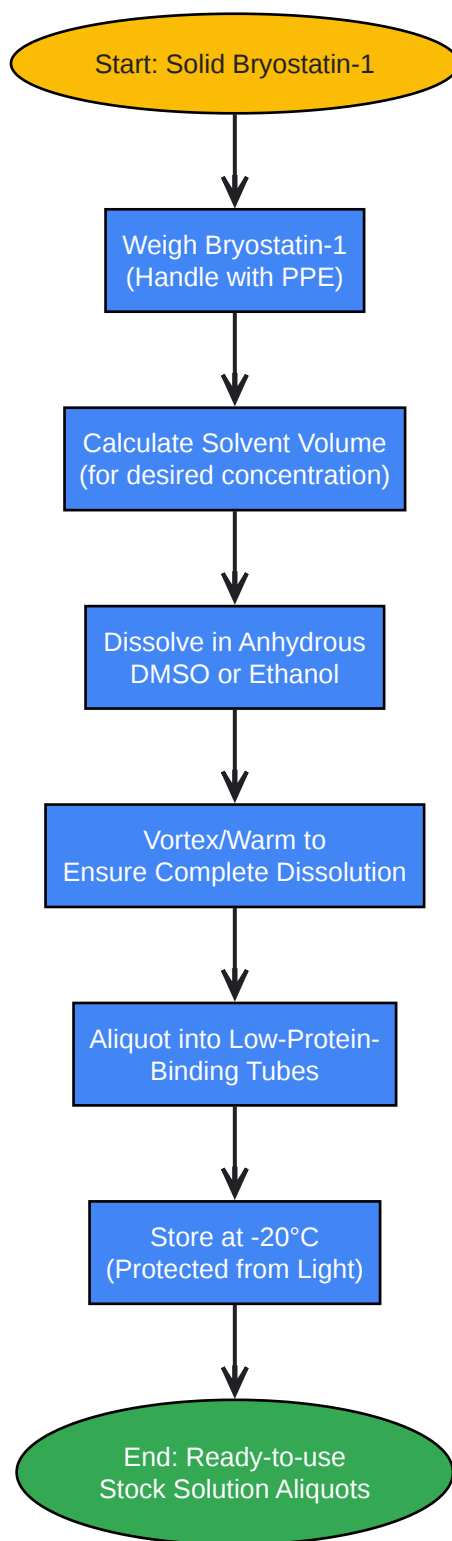 Start: Solid Bryostatin-1
Weigh Bryostatin-1
(Handle with PPE)
Calculate Solvent Volume
(for desired concentration)
Dissolve in Anhydrous
DMSO or Ethanol
Vortex/Warm to
Ensure Complete Dissolution
Aliquot into Low-Protein-
Binding Tubes
Store at -20°C
(Protected from Light)
End: Ready-to-use
Stock Solution Aliquots